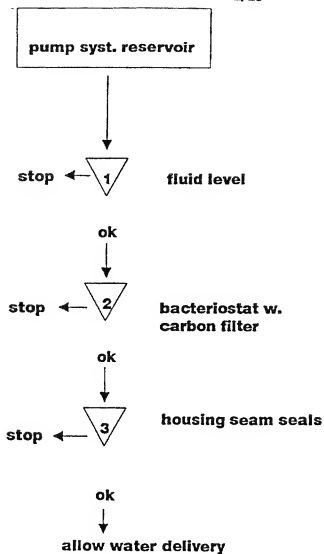 pump syst. reservoir
stop 1 fluid level
ok
stop 2 bacteriostat w.
carbon filter
ok
stop 3 housing seam seals
ok
allow water delivery